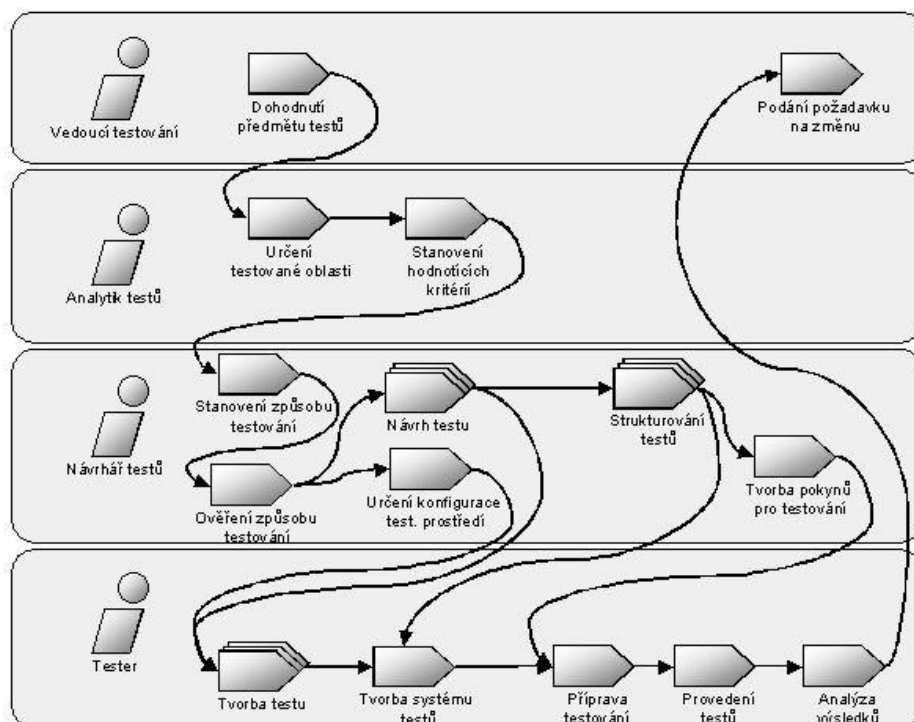 Vedoucí testování
Dohodnutí
předmětu testů
Podání požadavku
na změnu
Analytik testů
Určení
testované oblasti
Stanovení
hodnotících
kritérií
Návrhář testů
Stanovení způsobu
testování
Návrh testu
Strukturování
testů
Ověření způsobu
testování
Určení konfigurace
test. prostředí
Tvorba pokynů
pro testování
Tester
Tvorba testu
Tvorba systému
testů
Příprava
testování
Provedení
testů
Analýza
výsledků